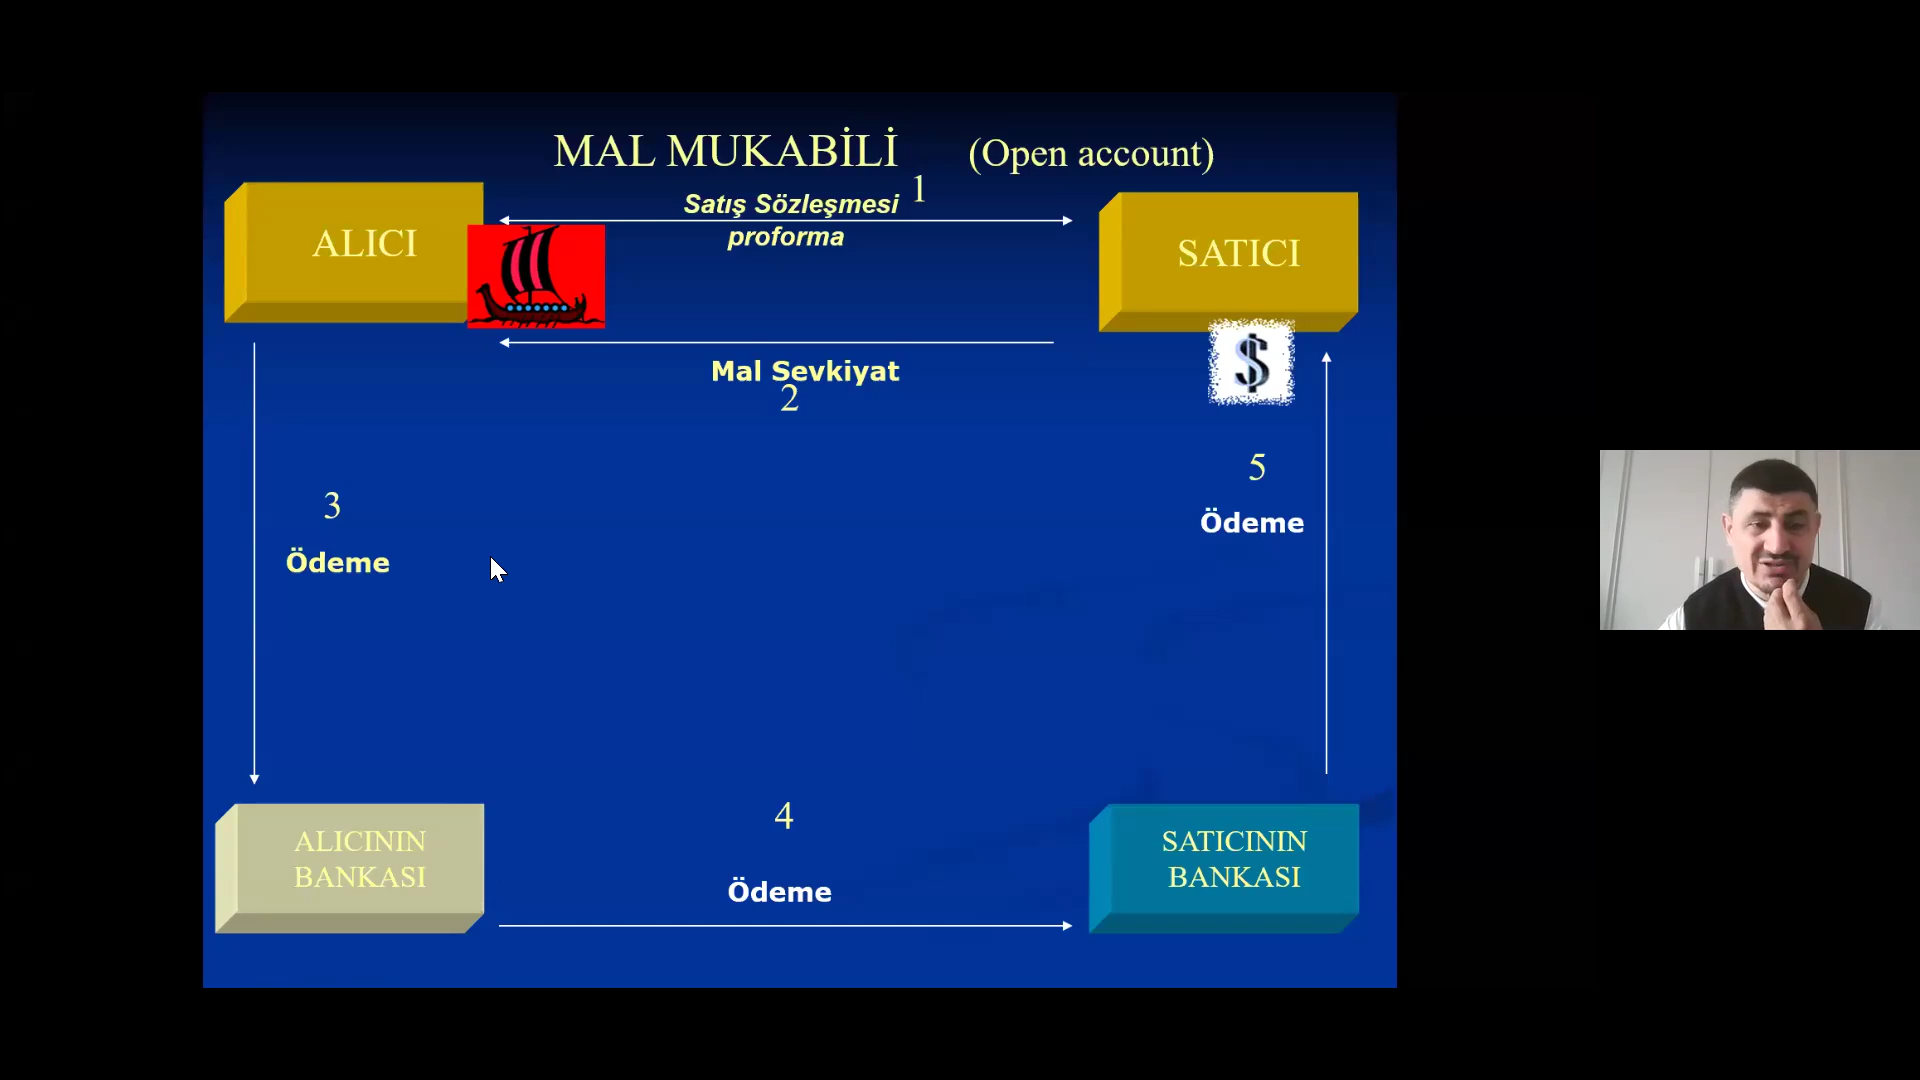 MAL MUKABİLİ (Open account)
1
Satış Sözleşmesi
proforma
ALICI
SATICI
$
Mal Sevkiyat
2
3
Ödeme
5
Ödeme
4
Ödeme
ALICININ
BANKASI
SATICININ
BANKASI